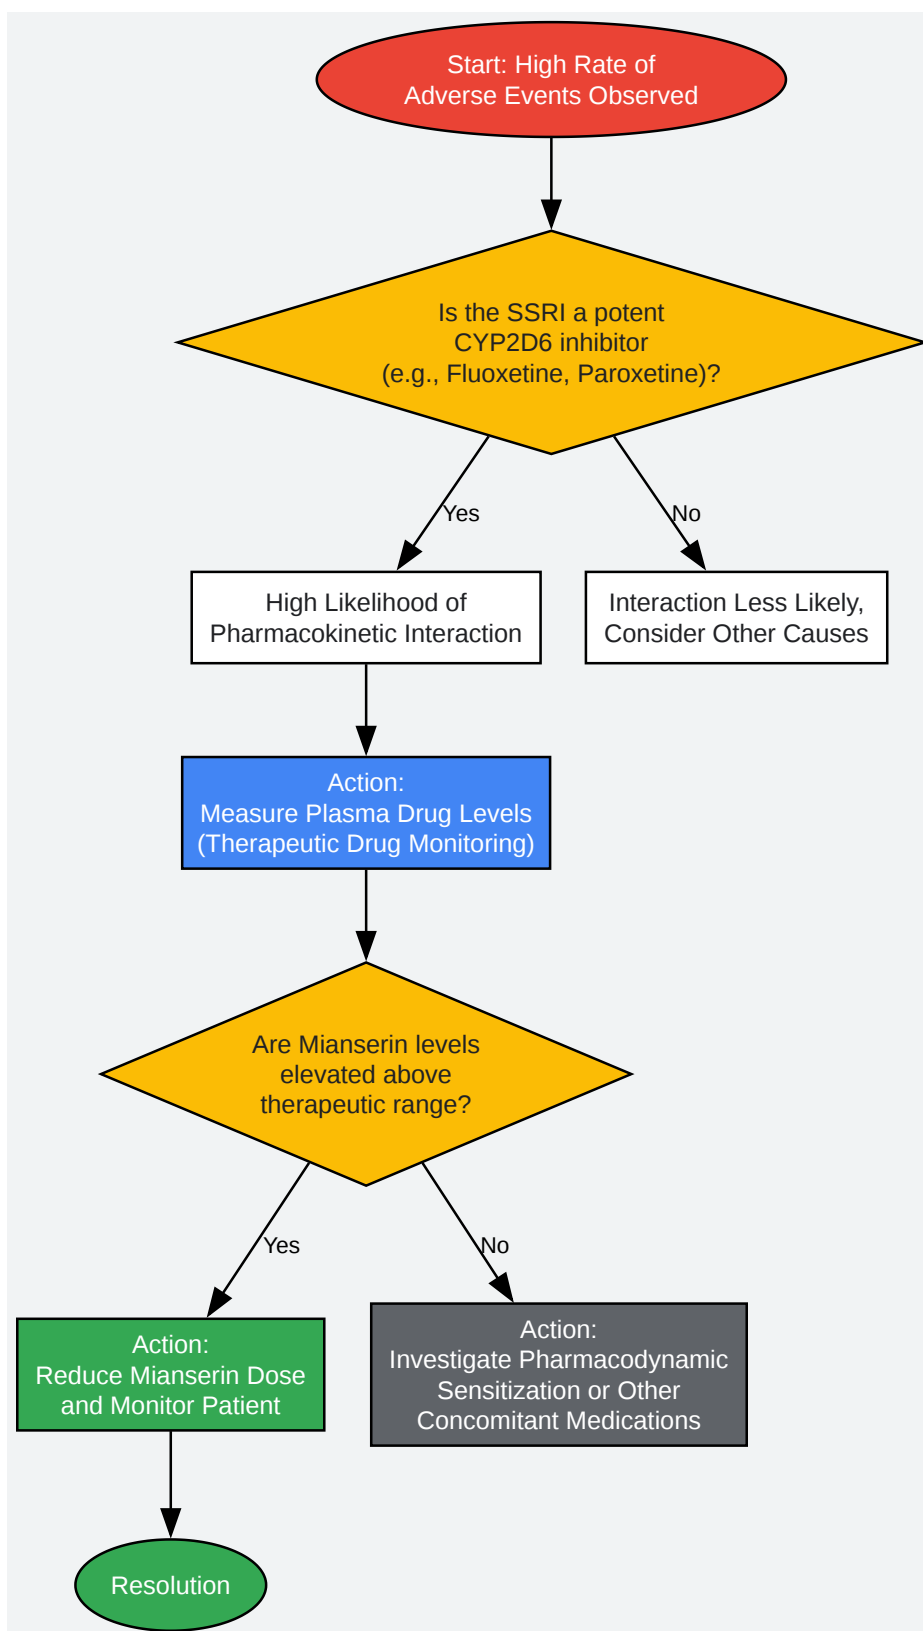 Start: High Rate of
Adverse Events Observed
Is the SSRI a potent
CYP2D6 inhibitor
(e.g., Fluoxetine, Paroxetine)?
Yes
No
High Likelihood of
Pharmacokinetic Interaction
Interaction Less Likely,
Consider Other Causes
Action:
Measure Plasma Drug Levels
(Therapeutic Drug Monitoring)
Are Mianserin levels
elevated above
therapeutic range?
Yes
No
Action:
Reduce Mianserin Dose
and Monitor Patient
Action:
Investigate Pharmacodynamic
Sensitization or Other
Concomitant Medications
Resolution